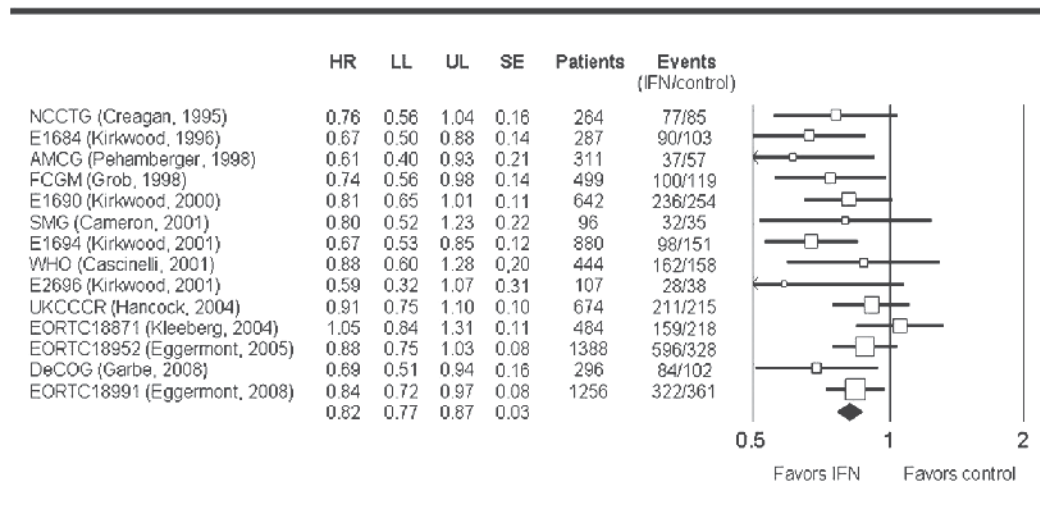 HR LL UL SE Patients Events
(IFN/control)
NCCTG (Creagan, 1995) 0.76 0.56 1.04 0.16 264 77/85
E1684 (Kirkwood, 1996) 0.67 0.50 0.88 0.14 287 90/103
AMCG (Pehamberger, 1998) 0.61 0.40 0.93 0.21 311 37/57
FCGM (Grob, 1998) 0.74 0.56 0.98 0.14 499 100/119
E1690 (Kirkwood, 2000) 0.81 0.65 1.01 0.11 642 236/254
SMG (Cameron, 2001) 0.80 0.52 1.23 0.22 96 32/35
E1694 (Kirkwood, 2001) 0.67 0.53 0.85 0.12 880 98/151
WHO (Cascinelli, 2001) 0.88 0.60 1.28 0,20 444 162/158
E2696 (Kirkwood, 2001) 0.59 0.32 1.07 0.31 107 28/38
UKCCCR (Hancock, 2004) 0.91 0.75 1.10 0.10 674 211/215
EORTC18871 (Kleeberg, 2004) 1.05 0.84 1.31 0.11 484 159/218
EORTC18952 (Eggermont, 2005) 0.88 0.75 1.03 0.08 1388 596/328
DeCOG (Garbe, 2008) 0.69 0.51 0.94 0.16 296 84/102
EORTC18991 (Eggermont, 2008) 0.84 0.72 0.97 0.08 1256 322/361
0.82 0.77 0.87 0.03
0.5 1 2
Favors IFN Favors control